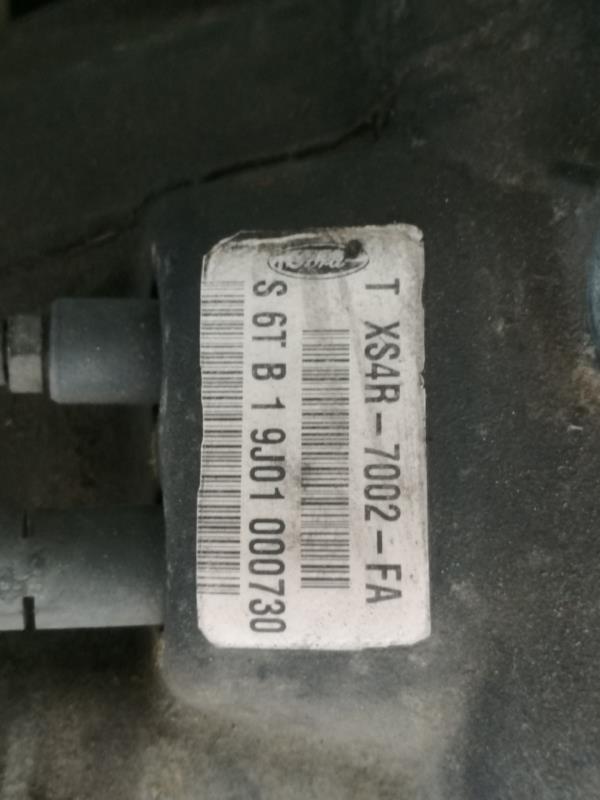 Ford
T XS4R-7002-FA
S 6T B 1 9J01 000730